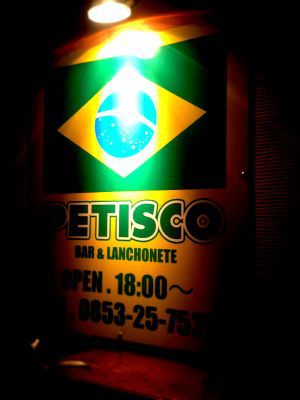 PETISCO
BAR & LANCHONETE
OPEN . 18:00～
. 0853-25-752